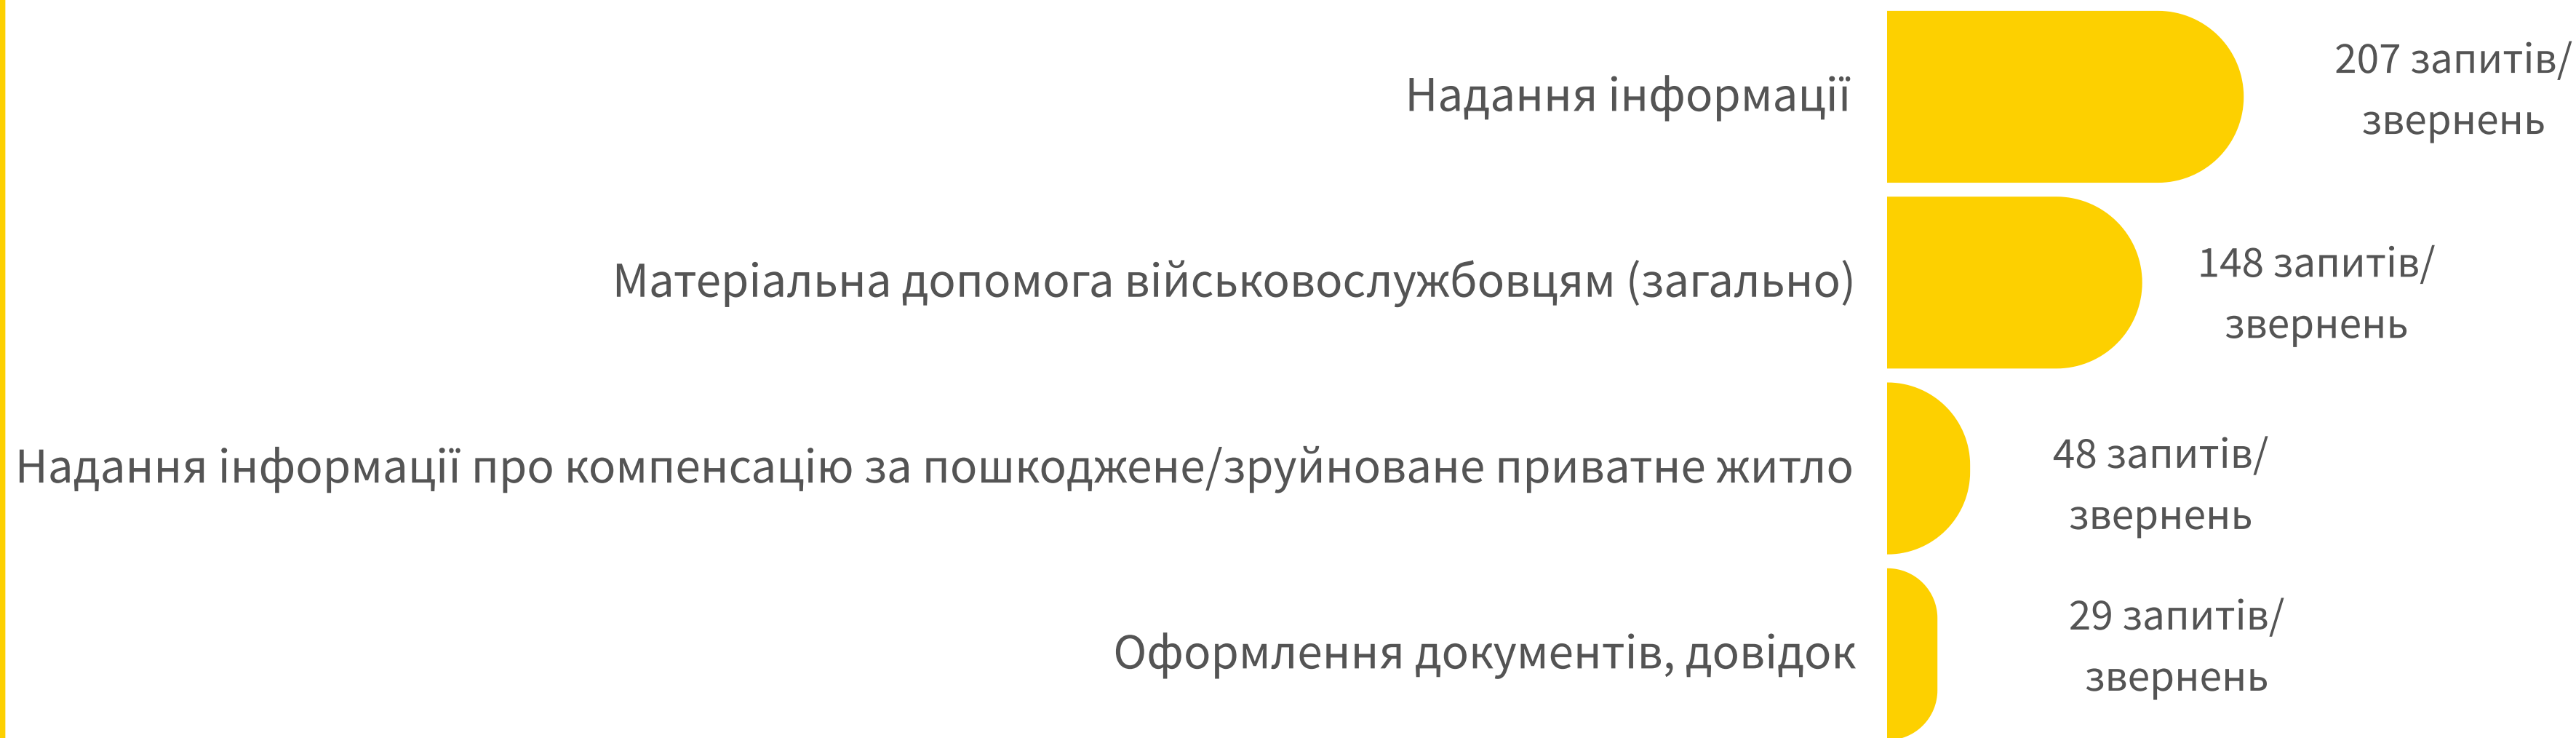 Надання інформації
207 запитів/
звернень
Матеріальна допомога військовослужбовцям (загально)
148 запитів/
звернень
Надання інформації про компенсацію за пошкоджене/зруйноване приватне житло
48 запитів/
звернень
Оформлення документів, довідок
29 запитів/
звернень